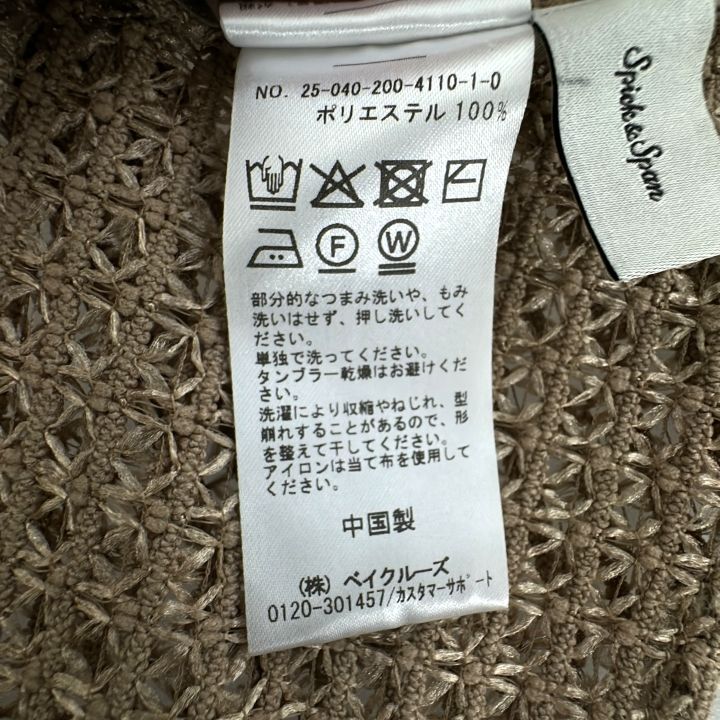 NO. 25-040-200-4110-1-0
ポリエステル 100%
F
W
部分的なつまみ洗いや、もみ
洗いはせず、押し洗いしてく
ださい。
単独で洗ってください。
タンブラー乾燥はお避けくだ
さい。
洗濯により収縮やねじれ、型
崩れすることがあるので、形
を整えて干してください。
アイロンは当て布を使用して
ください。
中国製
(株) ベイクルーズ
0120-301457/カスタマーサポート
Spick & Span